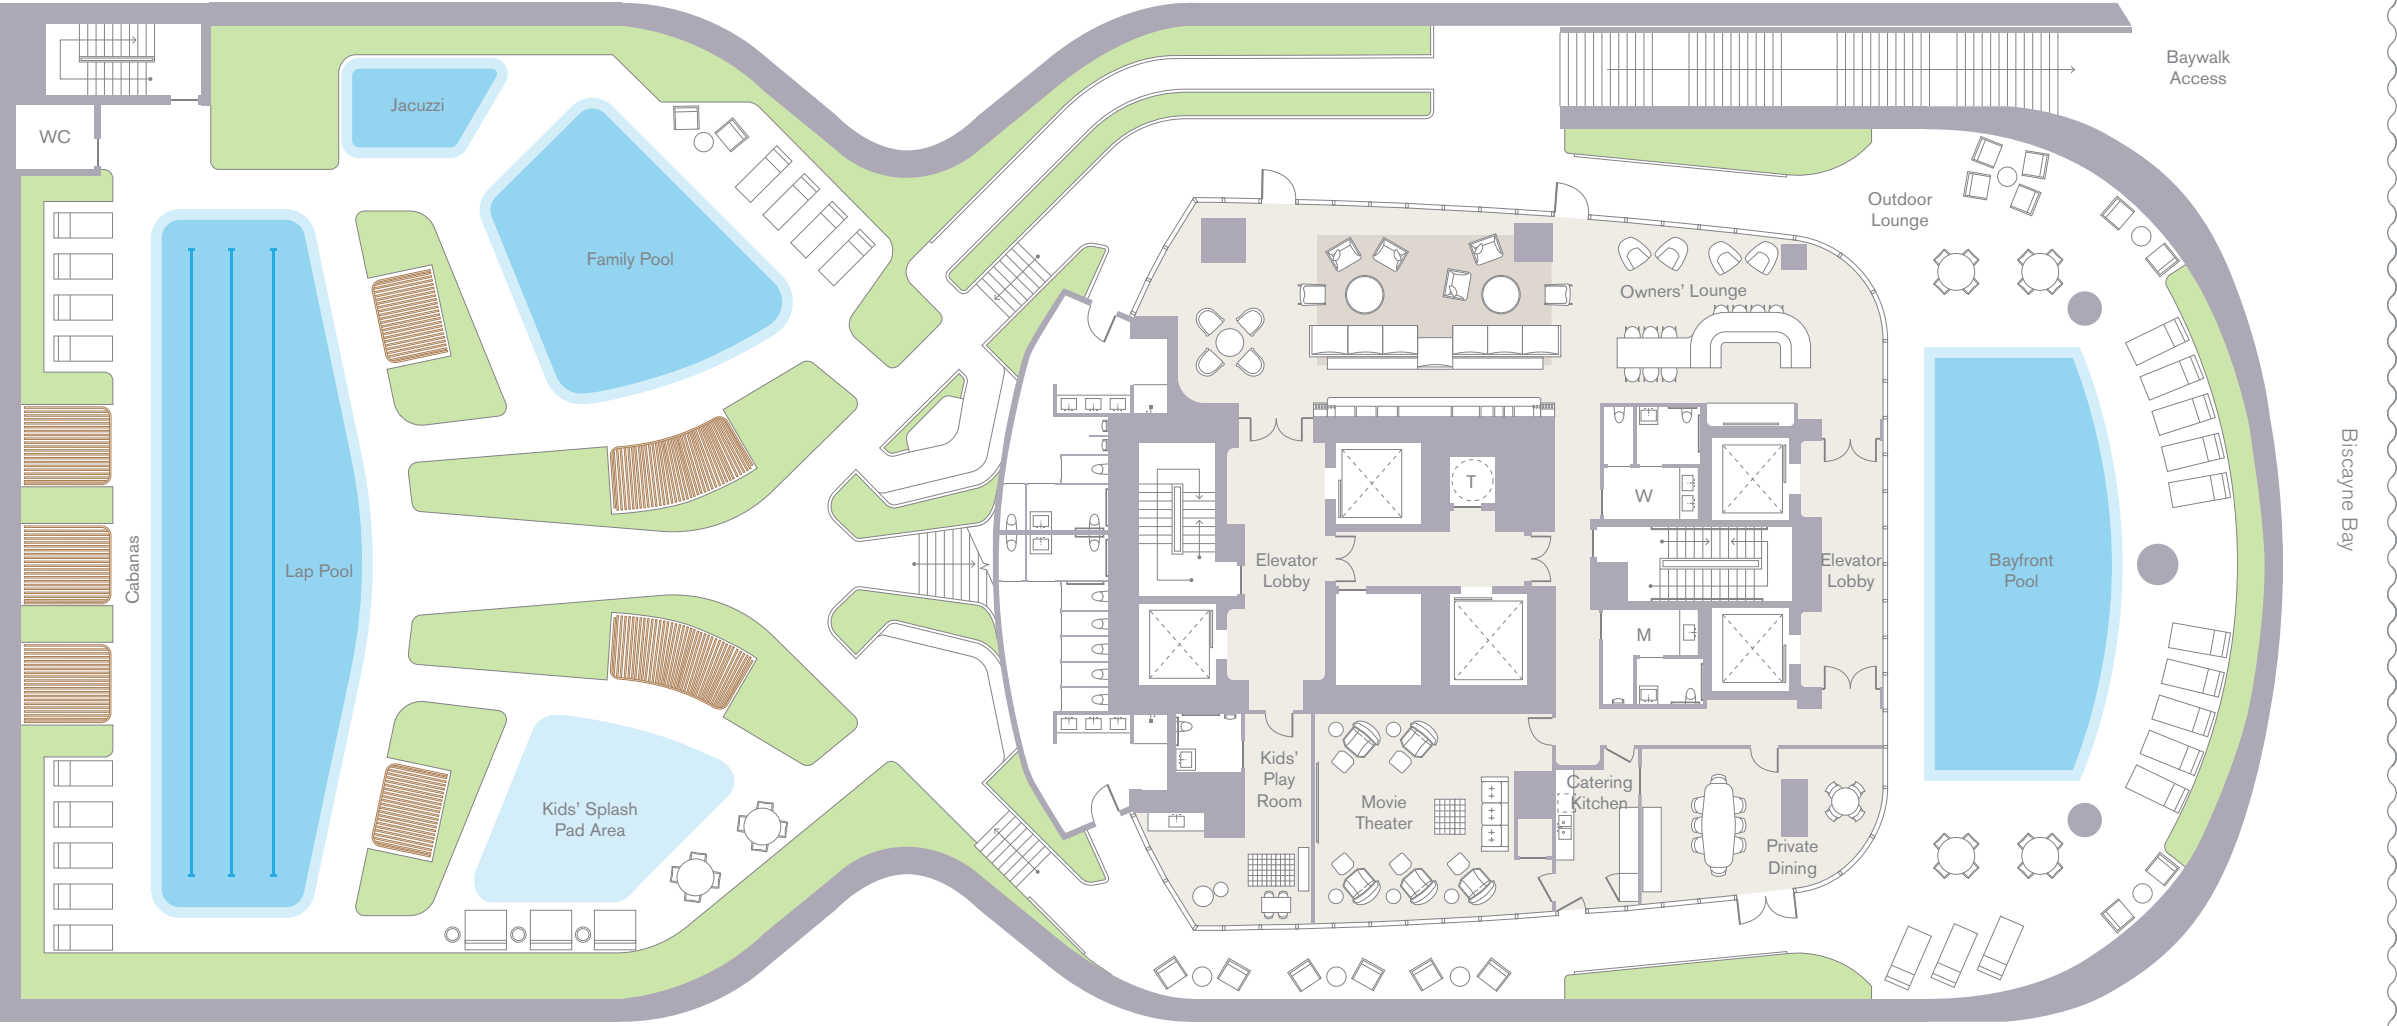 Baywalk
Access
Jacuzzi
WC
Outdoor
Lounge
Family Pool
Owners' Lounge
T
W
Biscayne Bay
Cabanas
Lap Pool
Elevator
Lobby
Elevator
Lobby
Bayfront
Pool
M
Kids'
Play
Room
Catering
Kitchen
Movie
Theater
Kids' Splash
Pad Area
Private
Dining